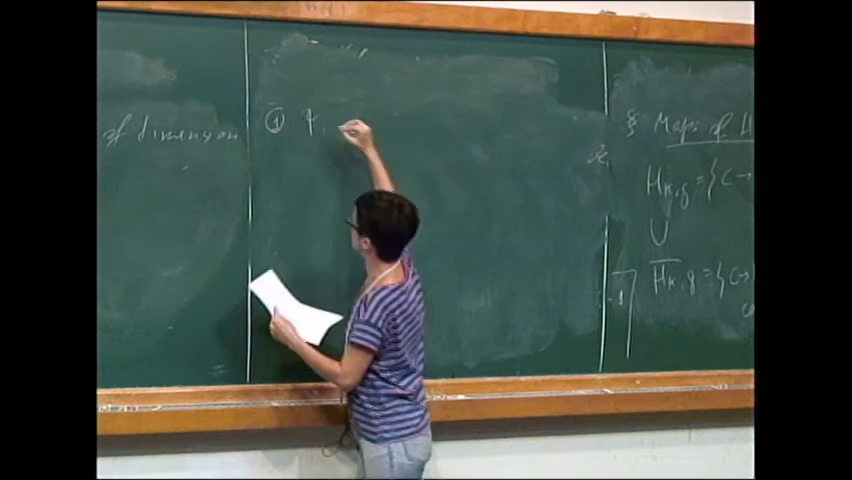 of dimension
① φ
§ Maps of H
H_{k,g} = { C →
∪
H̅_{k,g} = { C →